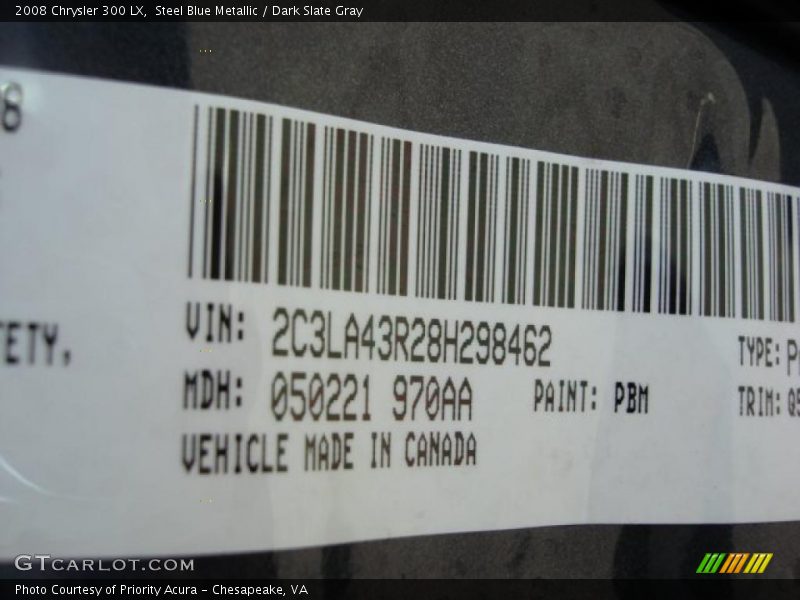 2008 Chrysler 300 LX,  Steel Blue Metallic / Dark Slate Gray
8
VIN: 2C3LA43R28H298462
ETY,
TYPE:
MDH: 050221 970AA
PAINT: PBM
TRIM:
VEHICLE MADE IN CANADA
GTCARLOT.COM
Photo Courtesy of Priority Acura - Chesapeake, VA